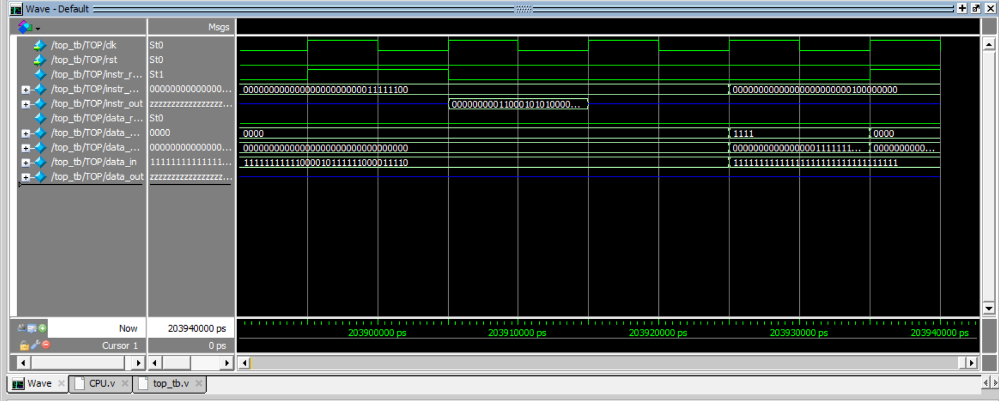 Wave - Default
Msgs
/top_tb/TOP/clk St0
/top_tb/TOP/rst St0
/top_tb/TOP/instr_r... St1
/top_tb/TOP/instr_... 00000000000000... 00000000000000000000000011111100 00000000000000000000000100000000
/top_tb/TOP/instr_out zzzzzzzzzzzzzzzzz... 0000000001100010101010000...
/top_tb/TOP/data_r... St0
/top_tb/TOP/data_... 0000 0000 1111 0000
/top_tb/TOP/data_... 00000000000000... 00000000000000000000000000000000 0000000000000001111111... 0000000000...
/top_tb/TOP/data_in 11111111111111... 11111111111000010111111000011110 11111111111111111111111111111111
/top_tb/TOP/data_out zzzzzzzzzzzzzzzzz...
Now 203940000 ps 203900000 ps 203910000 ps 203920000 ps 203930000 ps 203940000 ps
Cursor 1 0 ps
Wave CPU.v top_tb.v